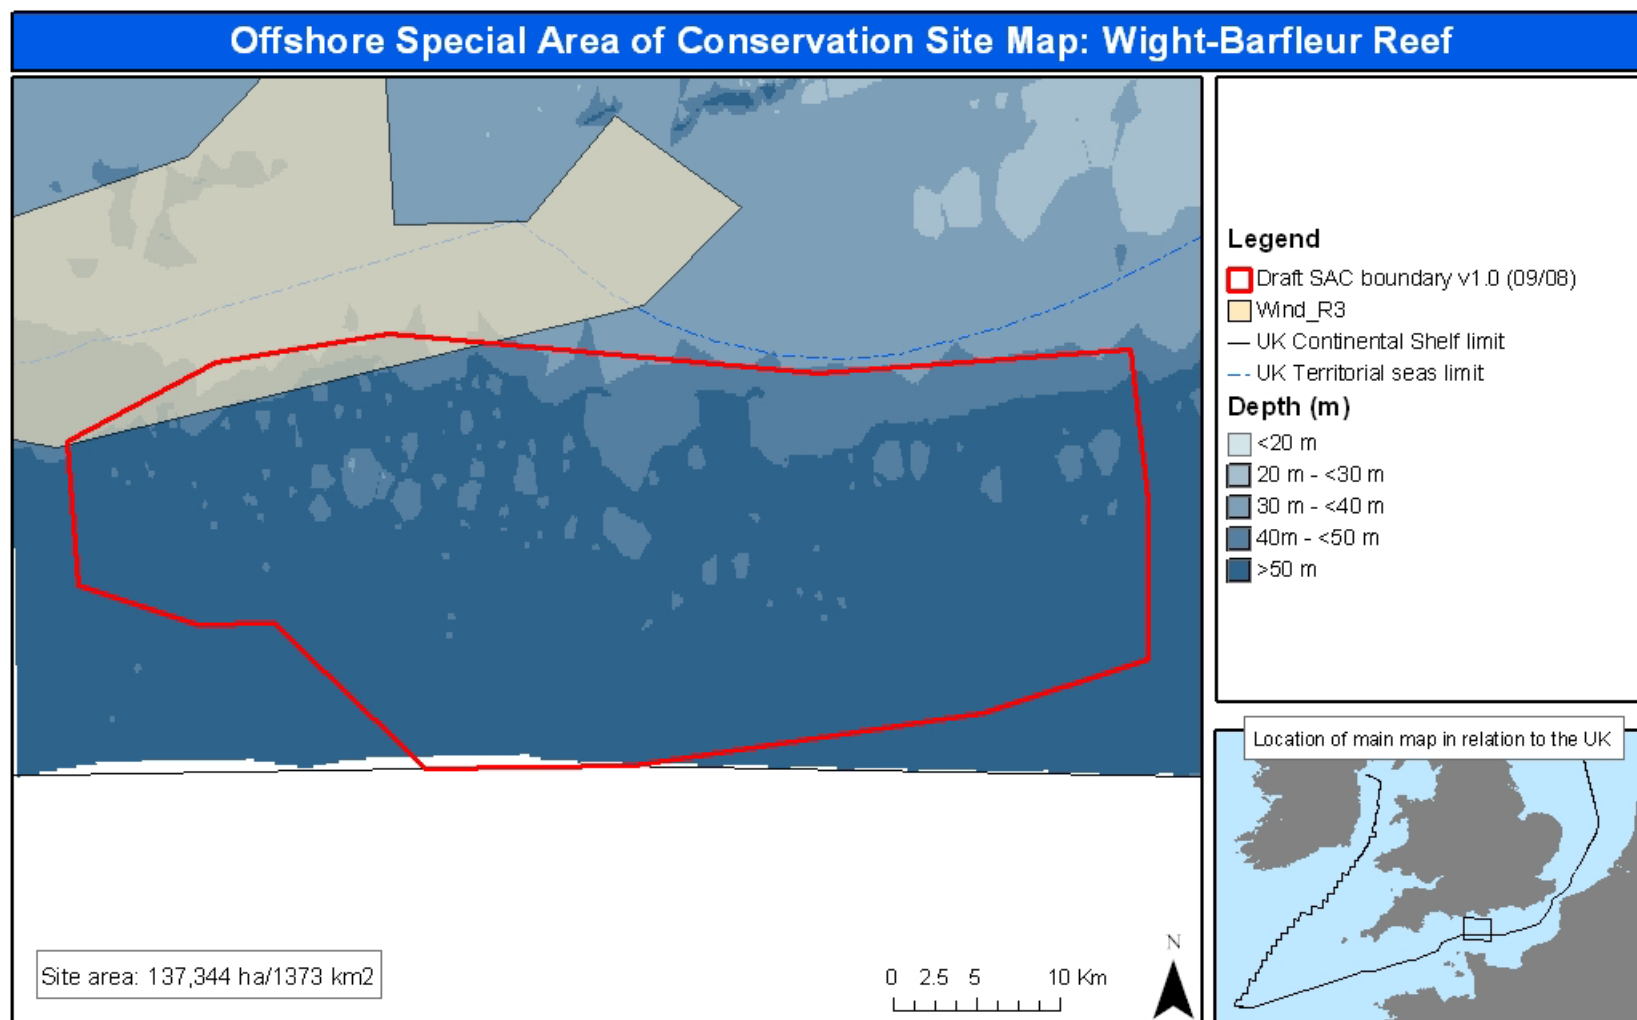 Offshore Special Area of Conservation Site Map: Wight-Barfleur Reef
Legend
Draft SAC boundary v1.0 (09/08)
Wind_R3
UK Continental Shelf limit
UK Territorial seas limit
Depth (m)
<20 m
20 m - <30 m
30 m - <40 m
40m - <50 m
>50 m
Location of main map in relation to the UK
Site area: 137,344 ha/1373 km2
0 2.5 5 10 Km
N